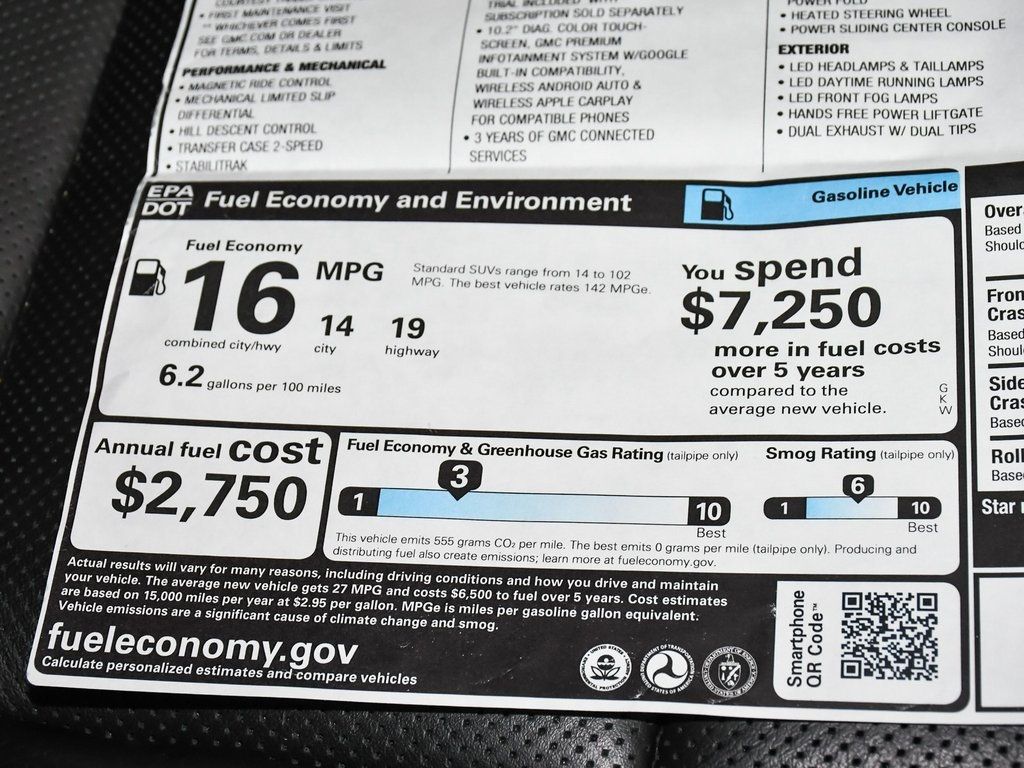 • FIRST MAINTENANCE VISIT
** WHICHEVER COMES FIRST
SEE GMC.COM OR DEALER
FOR TERMS, DETAILS & LIMITS
PERFORMANCE & MECHANICAL
• MAGNETIC RIDE CONTROL
• MECHANICAL LIMITED SLIP
DIFFERENTIAL
• HILL DESCENT CONTROL
• TRANSFER CASE 2-SPEED
• STABILITRAK
TRIAL INCLUDED WITH
SUBSCRIPTION SOLD SEPARATELY
• 10.2" DIAG. COLOR TOUCH-
SCREEN, GMC PREMIUM
INFOTAINMENT SYSTEM W/GOOGLE
BUILT-IN COMPATIBILITY,
WIRELESS ANDROID AUTO &
WIRELESS APPLE CARPLAY
FOR COMPATIBLE PHONES
• 3 YEARS OF GMC CONNECTED
SERVICES
POWER FOLD
• HEATED STEERING WHEEL
• POWER SLIDING CENTER CONSOLE
EXTERIOR
• LED HEADLAMPS & TAILLAMPS
• LED DAYTIME RUNNING LAMPS
• LED FRONT FOG LAMPS
• HANDS FREE POWER LIFTGATE
• DUAL EXHAUST W/ DUAL TIPS
EPA
DOT
Fuel Economy and Environment
Gasoline Vehicle
Fuel Economy
16 MPG
combined city/hwy
14
city
19
highway
6.2 gallons per 100 miles
Standard SUVs range from 14 to 102
MPG. The best vehicle rates 142 MPGe.
You spend
$7,250
more in fuel costs
over 5 years
compared to the
average new vehicle.
G
K
W
Annual fuel cost
$2,750
Fuel Economy & Greenhouse Gas Rating (tailpipe only)
1
3
10
Best
Smog Rating (tailpipe only)
1
6
10
Best
This vehicle emits 555 grams CO₂ per mile. The best emits 0 grams per mile (tailpipe only). Producing and
distributing fuel also create emissions; learn more at fueleconomy.gov.
Actual results will vary for many reasons, including driving conditions and how you drive and maintain
your vehicle. The average new vehicle gets 27 MPG and costs $6,500 to fuel over 5 years. Cost estimates
are based on 15,000 miles per year at $2.95 per gallon. MPGe is miles per gasoline gallon equivalent.
Vehicle emissions are a significant cause of climate change and smog.
fueleconomy.gov
Calculate personalized estimates and compare vehicles
Smartphone
QR Code™
Over
Based
Shoul
Fron
Cras
Based
Shoul
Side
Cras
Base
Roll
Base
Star